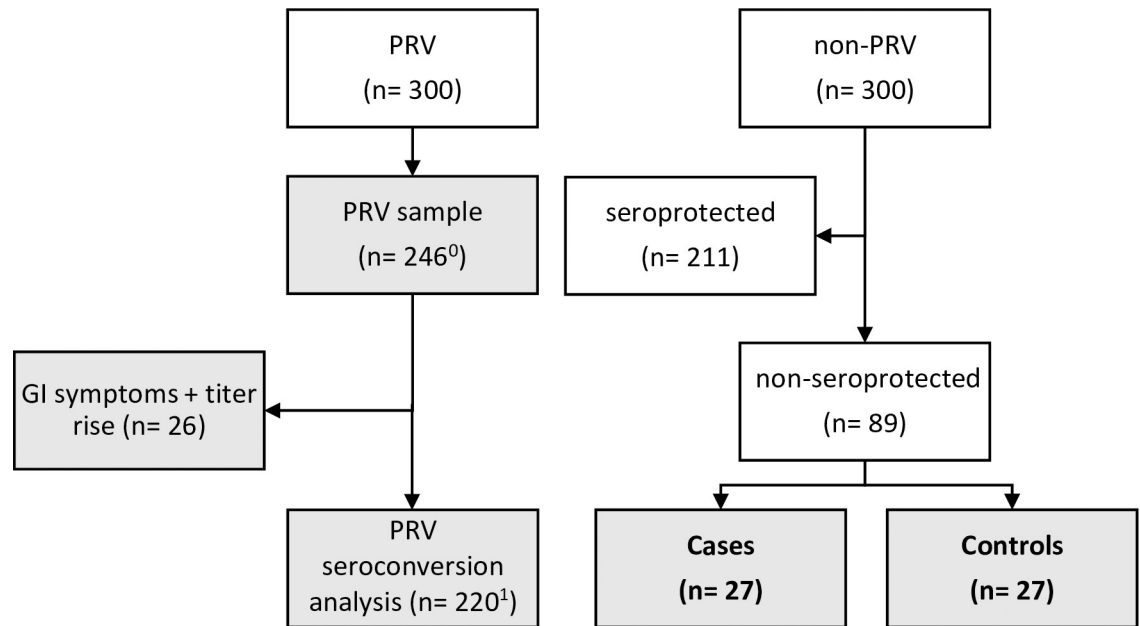 PRV
(n= 300)
non-PRV
(n= 300)
PRV sample
(n= 246⁰)
seroprotected
(n= 211)
GI symptoms + titer
rise (n= 26)
non-seroprotected
(n= 89)
PRV
seroconversion
analysis (n= 220¹)
Cases
(n= 27)
Controls
(n= 27)